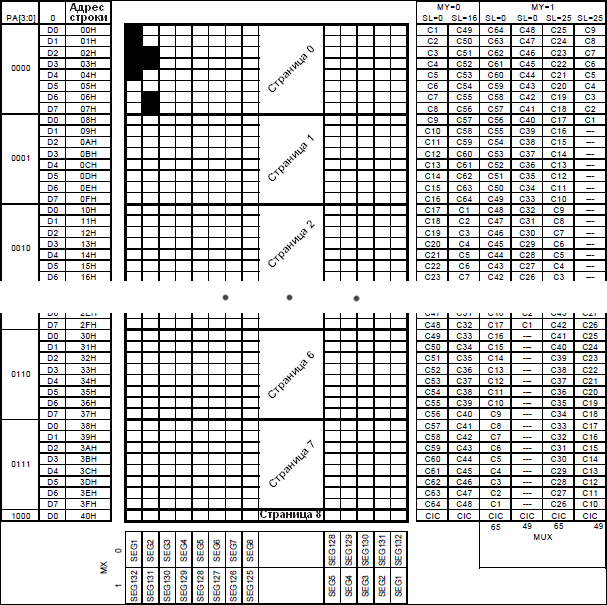 Адрес MY=0 MY=1
PA[3:0] 0 строки SL=0 SL=16 SL=0 SL=0 SL=25 SL=25
D0 00H C1 C49 C64 C48 C25 C9
D1 01H C2 C50 C63 C47 C24 C8
D2 02H C3 C51 C62 C46 C23 C7
0000 D3 03H Страница 0 C4 C52 C61 C45 C22 C6
D4 04H C5 C53 C60 C44 C21 C5
D5 05H C6 C54 C59 C43 C20 C4
D6 06H C7 C55 C58 C42 C19 C3
D7 07H C8 C56 C57 C41 C18 C2
D0 08H C9 C57 C56 C40 C17 C1
D1 09H C10 C58 C55 C39 C16 ---
D2 0AH C11 C59 C54 C38 C15 ---
0001 D3 0BH Страница 1 C12 C60 C53 C37 C14 ---
D4 0CH C13 C61 C52 C36 C13 ---
D5 0DH C14 C62 C51 C35 C12 ---
D6 0EH C15 C63 C50 C34 C11 ---
D7 0FH C16 C64 C49 C33 C10 ---
D0 10H C17 C1 C48 C32 C9 ---
D1 11H C18 C2 C47 C31 C8 ---
D2 12H C19 C3 C46 C30 C7 ---
0010 D3 13H Страница 2 C20 C4 C45 C29 C6 ---
D4 14H C21 C5 C44 C28 C5 ---
D5 15H C22 C6 C43 C27 C4 ---
D6 16H C23 C7 C42 C26 C3 ---
D7 2FH C48 C32 C17 C1 C42 C26
D0 30H C49 C33 C16 --- C41 C25
D1 31H C50 C34 C15 --- C40 C24
D2 32H C51 C35 C14 --- C39 C23
0110 D3 33H Страница 6 C52 C36 C13 --- C38 C22
D4 34H C53 C37 C12 --- C37 C21
D5 35H C54 C38 C11 --- C36 C20
D6 36H C55 C39 C10 --- C35 C19
D7 37H C56 C40 C9 --- C34 C18
D0 38H C57 C41 C8 --- C33 C17
D1 39H C58 C42 C7 --- C32 C16
D2 3AH C59 C43 C6 --- C31 C15
0111 D3 3BH Страница 7 C60 C44 C5 --- C30 C14
D4 3CH C61 C45 C4 --- C29 C13
D5 3DH C62 C46 C3 --- C28 C12
D6 3EH C63 C47 C2 --- C27 C11
D7 3FH C64 C48 C1 --- C26 C10
1000 D0 40H Страница 8 CIC CIC CIC CIC CIC CIC
65 49 65 49
MUX
MX
0 SEG1 SEG2 SEG3 SEG4 SEG5 SEG6 SEG7 SEG8 SEG128 SEG129 SEG130 SEG131 SEG132
1 SEG132 SEG131 SEG130 SEG129 SEG128 SEG127 SEG126 SEG125 SEG5 SEG4 SEG3 SEG2 SEG1